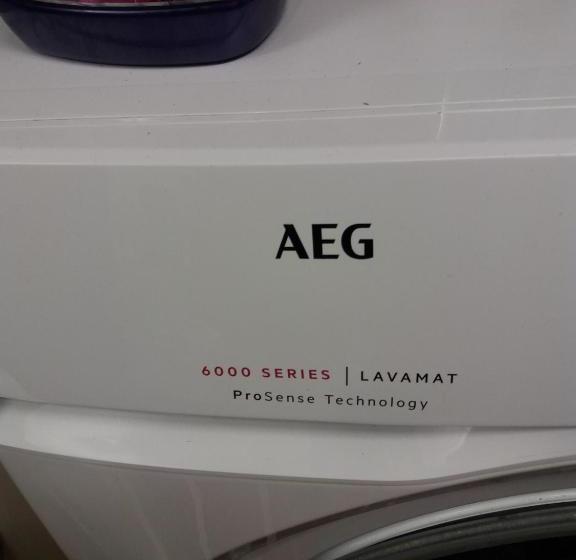 AEG
6000 SERIES | LAVAMAT
ProSense Technology